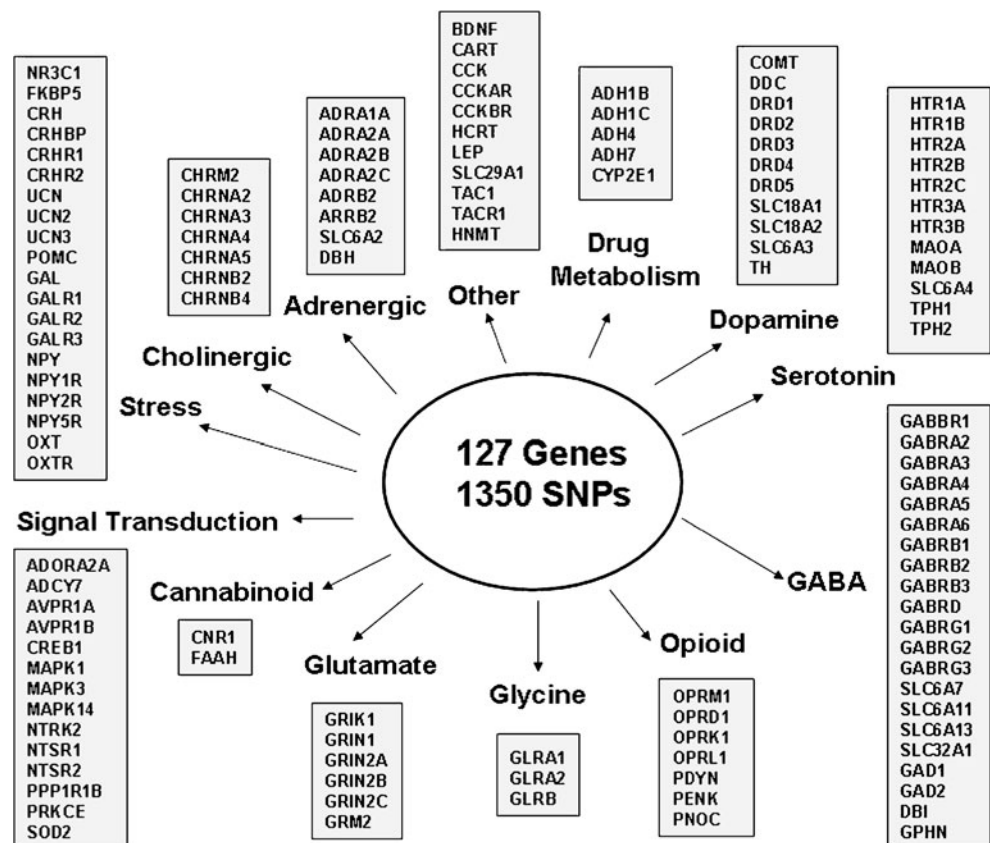 NR3C1
FKBP5
CRH
CRHBP
CRHR1
CRHR2
UCN
UCN2
UCN3
POMC
GAL
GALR1
GALR2
GALR3
NPY
NPY1R
NPY2R
NPY5R
OXT
OXTR
Stress
CHRM2
CHRNA2
CHRNA3
CHRNA4
CHRNA5
CHRNB2
CHRNB4
Cholinergic
ADRA1A
ADRA2A
ADRA2B
ADRA2C
ADRB2
ARRB2
SLC6A2
DBH
Adrenergic
BDNF
CART
CCK
CCKAR
CCKBR
HCRT
LEP
SLC29A1
TAC1
TACR1
HNMT
Other
ADH1B
ADH1C
ADH4
ADH7
CYP2E1
Drug
Metabolism
COMT
DDC
DRD1
DRD2
DRD3
DRD4
DRD5
SLC18A1
SLC18A2
SLC6A3
TH
Dopamine
HTR1A
HTR1B
HTR2A
HTR2B
HTR2C
HTR3A
HTR3B
MAOA
MAOB
SLC6A4
TPH1
TPH2
Serotonin
127 Genes
1350 SNPs
Signal Transduction
ADORA2A
ADCY7
AVPR1A
AVPR1B
CREB1
MAPK1
MAPK3
MAPK14
NTRK2
NTSR1
NTSR2
PPP1R1B
PRKCE
SOD2
Cannabinoid
CNR1
FAAH
Glutamate
GRIK1
GRIN1
GRIN2A
GRIN2B
GRIN2C
GRM2
Glycine
GLRA1
GLRA2
GLRB
Opioid
OPRM1
OPRD1
OPRK1
OPRL1
PDYN
PENK
PNOC
GABA
GABBR1
GABRA2
GABRA3
GABRA4
GABRA5
GABRA6
GABRB1
GABRB2
GABRB3
GABRD
GABRG1
GABRG2
GABRG3
SLC6A7
SLC6A11
SLC6A13
SLC32A1
GAD1
GAD2
DBI
GPHN